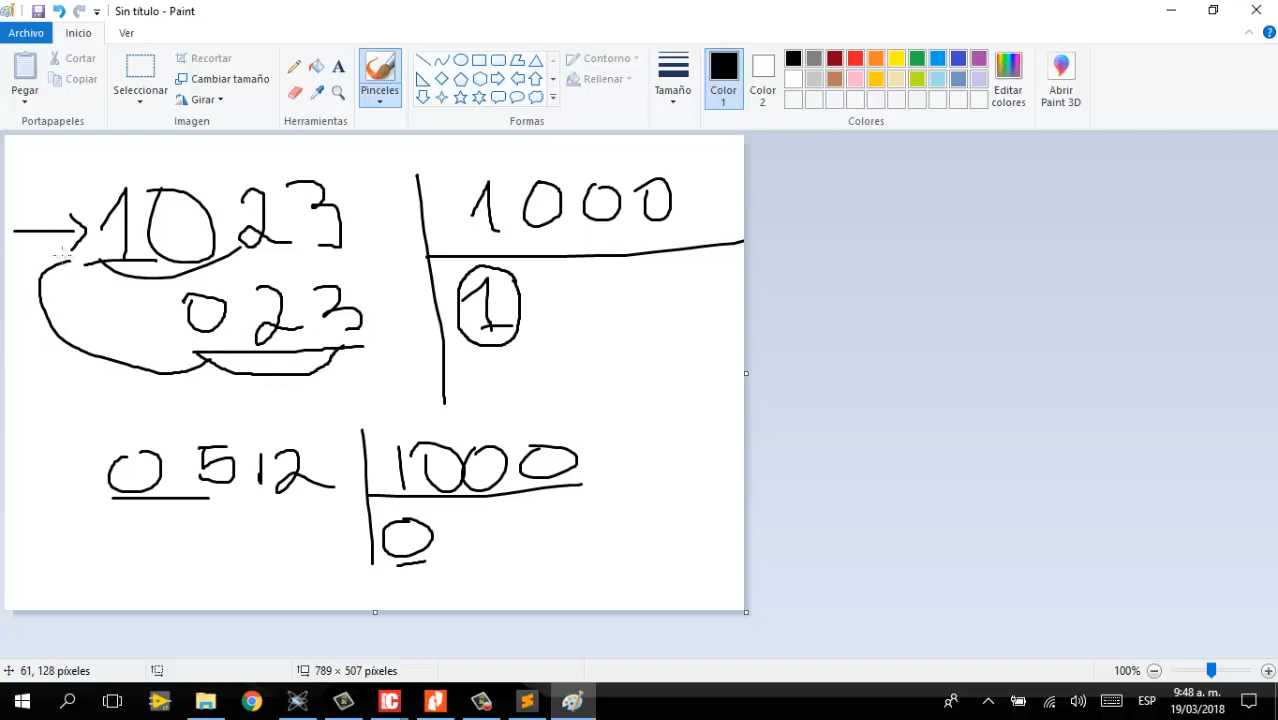 Sin título - Paint
Archivo Inicio Ver
Pegar
Cortar
Copiar
Portapapeles
Seleccionar
Recortar
Cambiar tamaño
Girar
Imagen
A
Herramientas
Pinceles
Contorno
Rellenar
Formas
Tamaño
Color 1
Color 2
Colores
Editar colores
Abrir Paint 3D
1023 1000
023 1
0 512 1000
0
61, 128 píxeles
789 × 507 píxeles
100%
ESP
9:48 a. m.
19/03/2018